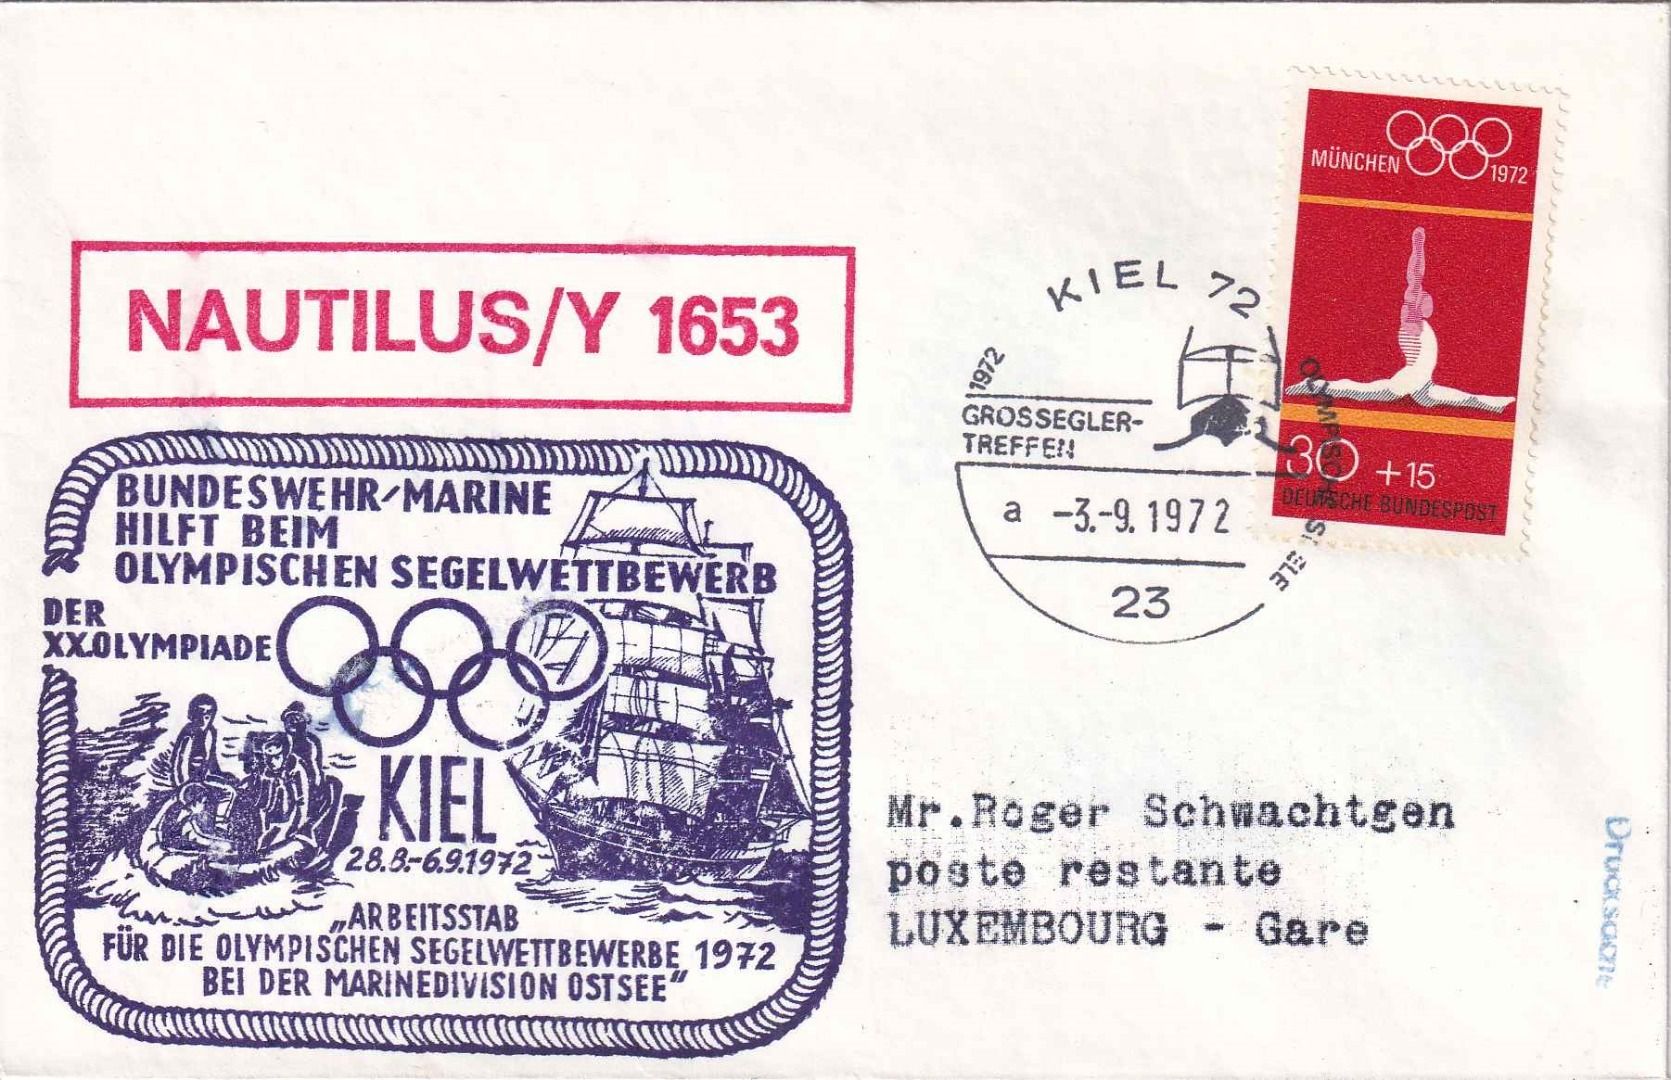 MÜNCHEN 1972
30 +15
DEUTSCHE BUNDESPOST
NAUTILUS/Y 1653
KIEL 72
1972
GROSSEGLER-
TREFFEN
a -3.-9.1972
23
BUNDESWEHR-MARINE
HILFT BEIM
OLYMPISCHEN SEGELWETTBEWERB
DER
XX.OLYMPIADE
KIEL
28.8.-6.9.1972
„ARBEITSSTAB
FÜR DIE OLYMPISCHEN SEGELWETTBEWERBE 1972
BEI DER MARINEDIVISION OSTSEE"
Mr.Roger Schwachtgen
poste restante
LUXEMBOURG - Gare
Drucksache